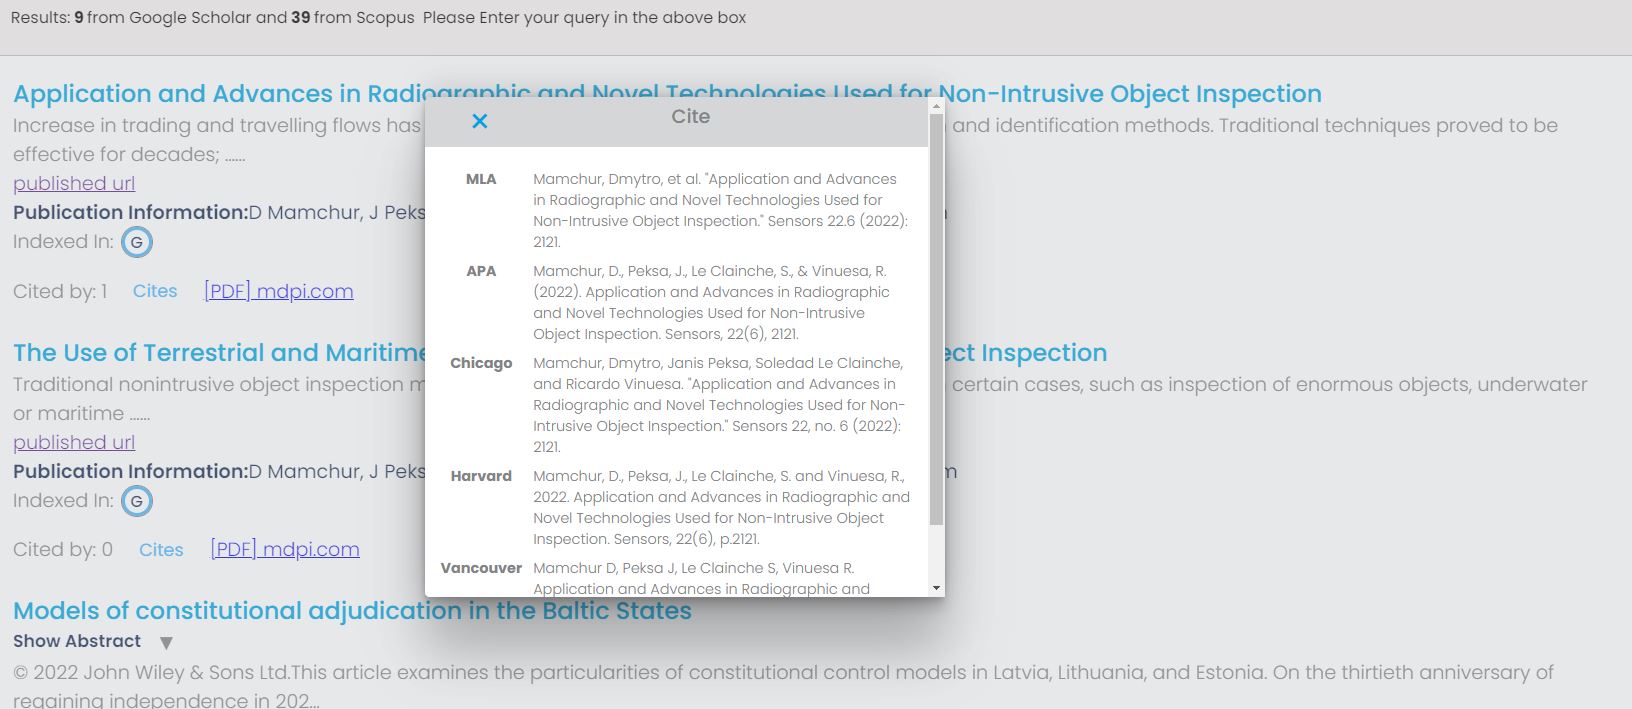 Results: 9 from Google Scholar and 39 from Scopus Please Enter your query in the above box
Application and Advances in Radiographic and Novel Technologies Used for Non-Intrusive Object Inspection
Increase in trading and travelling flows has and identification methods. Traditional techniques proved to be
effective for decades; ......
published url
Publication Information:D Mamchur, J Peks
Indexed In: G
Cited by: 1 Cites [PDF] mdpi.com
The Use of Terrestrial and Maritime ect Inspection
Traditional nonintrusive object inspection m certain cases, such as inspection of enormous objects, underwater
or maritime ......
published url
Publication Information:D Mamchur, J Peks m
Indexed In: G
Cited by: 0 Cites [PDF] mdpi.com
Models of constitutional adjudication in the Baltic States
Show Abstract ▼
© 2022 John Wiley & Sons Ltd.This article examines the particularities of constitutional control models in Latvia, Lithuania, and Estonia. On the thirtieth anniversary of
regaining independence in 202...
× Cite
MLA Mamchur, Dmytro, et al. "Application and Advances
in Radiographic and Novel Technologies Used for
Non-Intrusive Object Inspection." Sensors 22.6 (2022):
2121.
APA Mamchur, D., Peksa, J., Le Clainche, S., & Vinuesa, R.
(2022). Application and Advances in Radiographic
and Novel Technologies Used for Non-Intrusive
Object Inspection. Sensors, 22(6), 2121.
Chicago Mamchur, Dmytro, Janis Peksa, Soledad Le Clainche,
and Ricardo Vinuesa. "Application and Advances in
Radiographic and Novel Technologies Used for Non-
Intrusive Object Inspection." Sensors 22, no. 6 (2022):
2121.
Harvard Mamchur, D., Peksa, J., Le Clainche, S. and Vinuesa, R.,
2022. Application and Advances in Radiographic and
Novel Technologies Used for Non-Intrusive Object
Inspection. Sensors, 22(6), p.2121.
Vancouver Mamchur D, Peksa J, Le Clainche S, Vinuesa R.
Application and Advances in Radiographic and